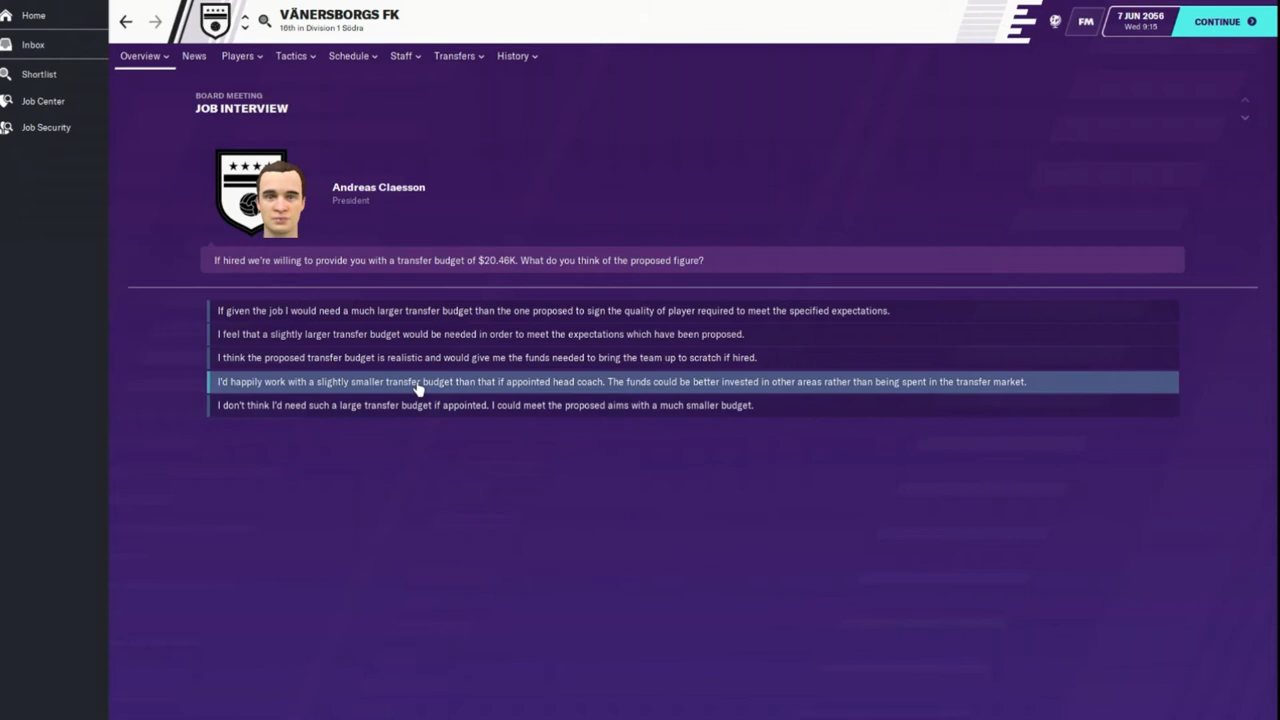 Home
Inbox
Shortlist
Job Center
Job Security
VÄNERSBORGS FK
16th in Division 1 Södra
FM
7 JUN 2056
Wed 9:15
CONTINUE
Overview News Players Tactics Schedule Staff Transfers History
BOARD MEETING
JOB INTERVIEW
Andreas Claesson
President
If hired we're willing to provide you with a transfer budget of $20.46K. What do you think of the proposed figure?
If given the job I would need a much larger transfer budget than the one proposed to sign the quality of player required to meet the specified expectations.
I feel that a slightly larger transfer budget would be needed in order to meet the expectations which have been proposed.
I think the proposed transfer budget is realistic and would give me the funds needed to bring the team up to scratch if hired.
I'd happily work with a slightly smaller transfer budget than that if appointed head coach. The funds could be better invested in other areas rather than being spent in the transfer market.
I don't think I'd need such a large transfer budget if appointed. I could meet the proposed aims with a much smaller budget.